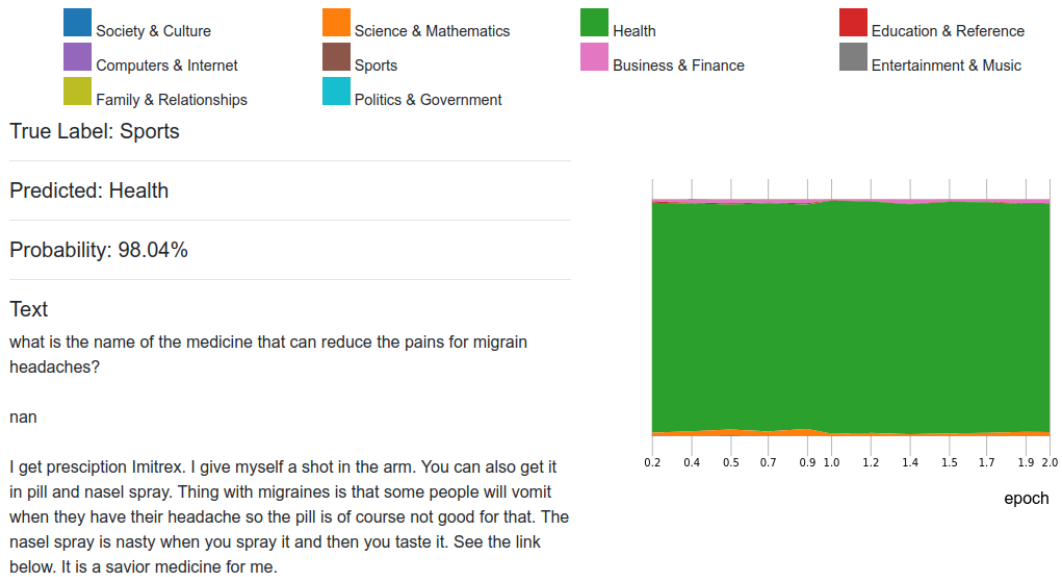 Society & Culture
Science & Mathematics
Health
Education & Reference
Computers & Internet
Sports
Business & Finance
Entertainment & Music
Family & Relationships
Politics & Government
True Label: Sports
Predicted: Health
Probability: 98.04%
Text
what is the name of the medicine that can reduce the pains for migrain
headaches?
nan
I get presciption Imitrex. I give myself a shot in the arm. You can also get it
in pill and nasel spray. Thing with migraines is that some people will vomit
when they have their headache so the pill is of course not good for that. The
nasel spray is nasty when you spray it and then you taste it. See the link
below. It is a savior medicine for me.
0.2 0.4 0.5 0.7 0.9 1.0 1.2 1.4 1.5 1.7 1.9 2.0
epoch